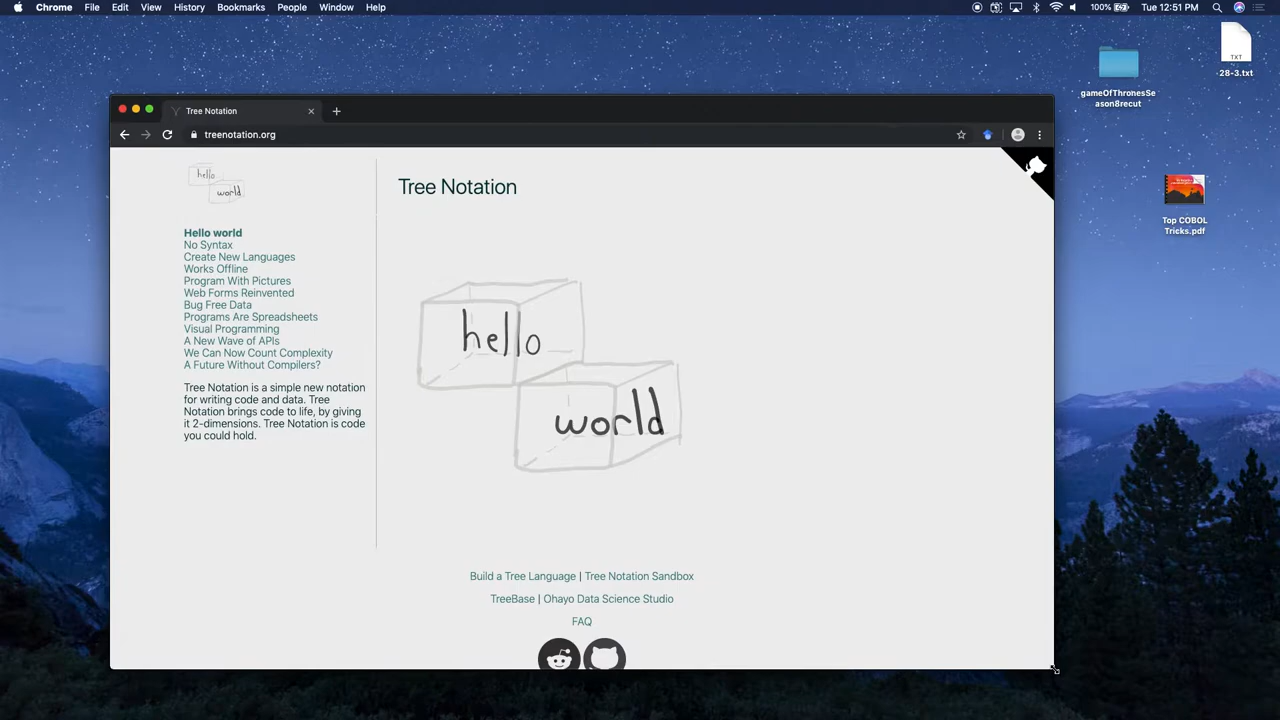 Chrome File Edit View History Bookmarks People Window Help 100% Tue 12:51 PM
TXT
28-3.txt
gameOfThronesSe
ason8recut
Top COBOL
Tricks.pdf
Tree Notation
treenotation.org
hello
world
Hello world
No Syntax
Create New Languages
Works Offline
Program With Pictures
Web Forms Reinvented
Bug Free Data
Programs Are Spreadsheets
Visual Programming
A New Wave of APIs
We Can Now Count Complexity
A Future Without Compilers?
Tree Notation is a simple new notation
for writing code and data. Tree
Notation brings code to life, by giving
it 2-dimensions. Tree Notation is code
you could hold.
Tree Notation
hello
world
Build a Tree Language | Tree Notation Sandbox
TreeBase | Ohayo Data Science Studio
FAQ